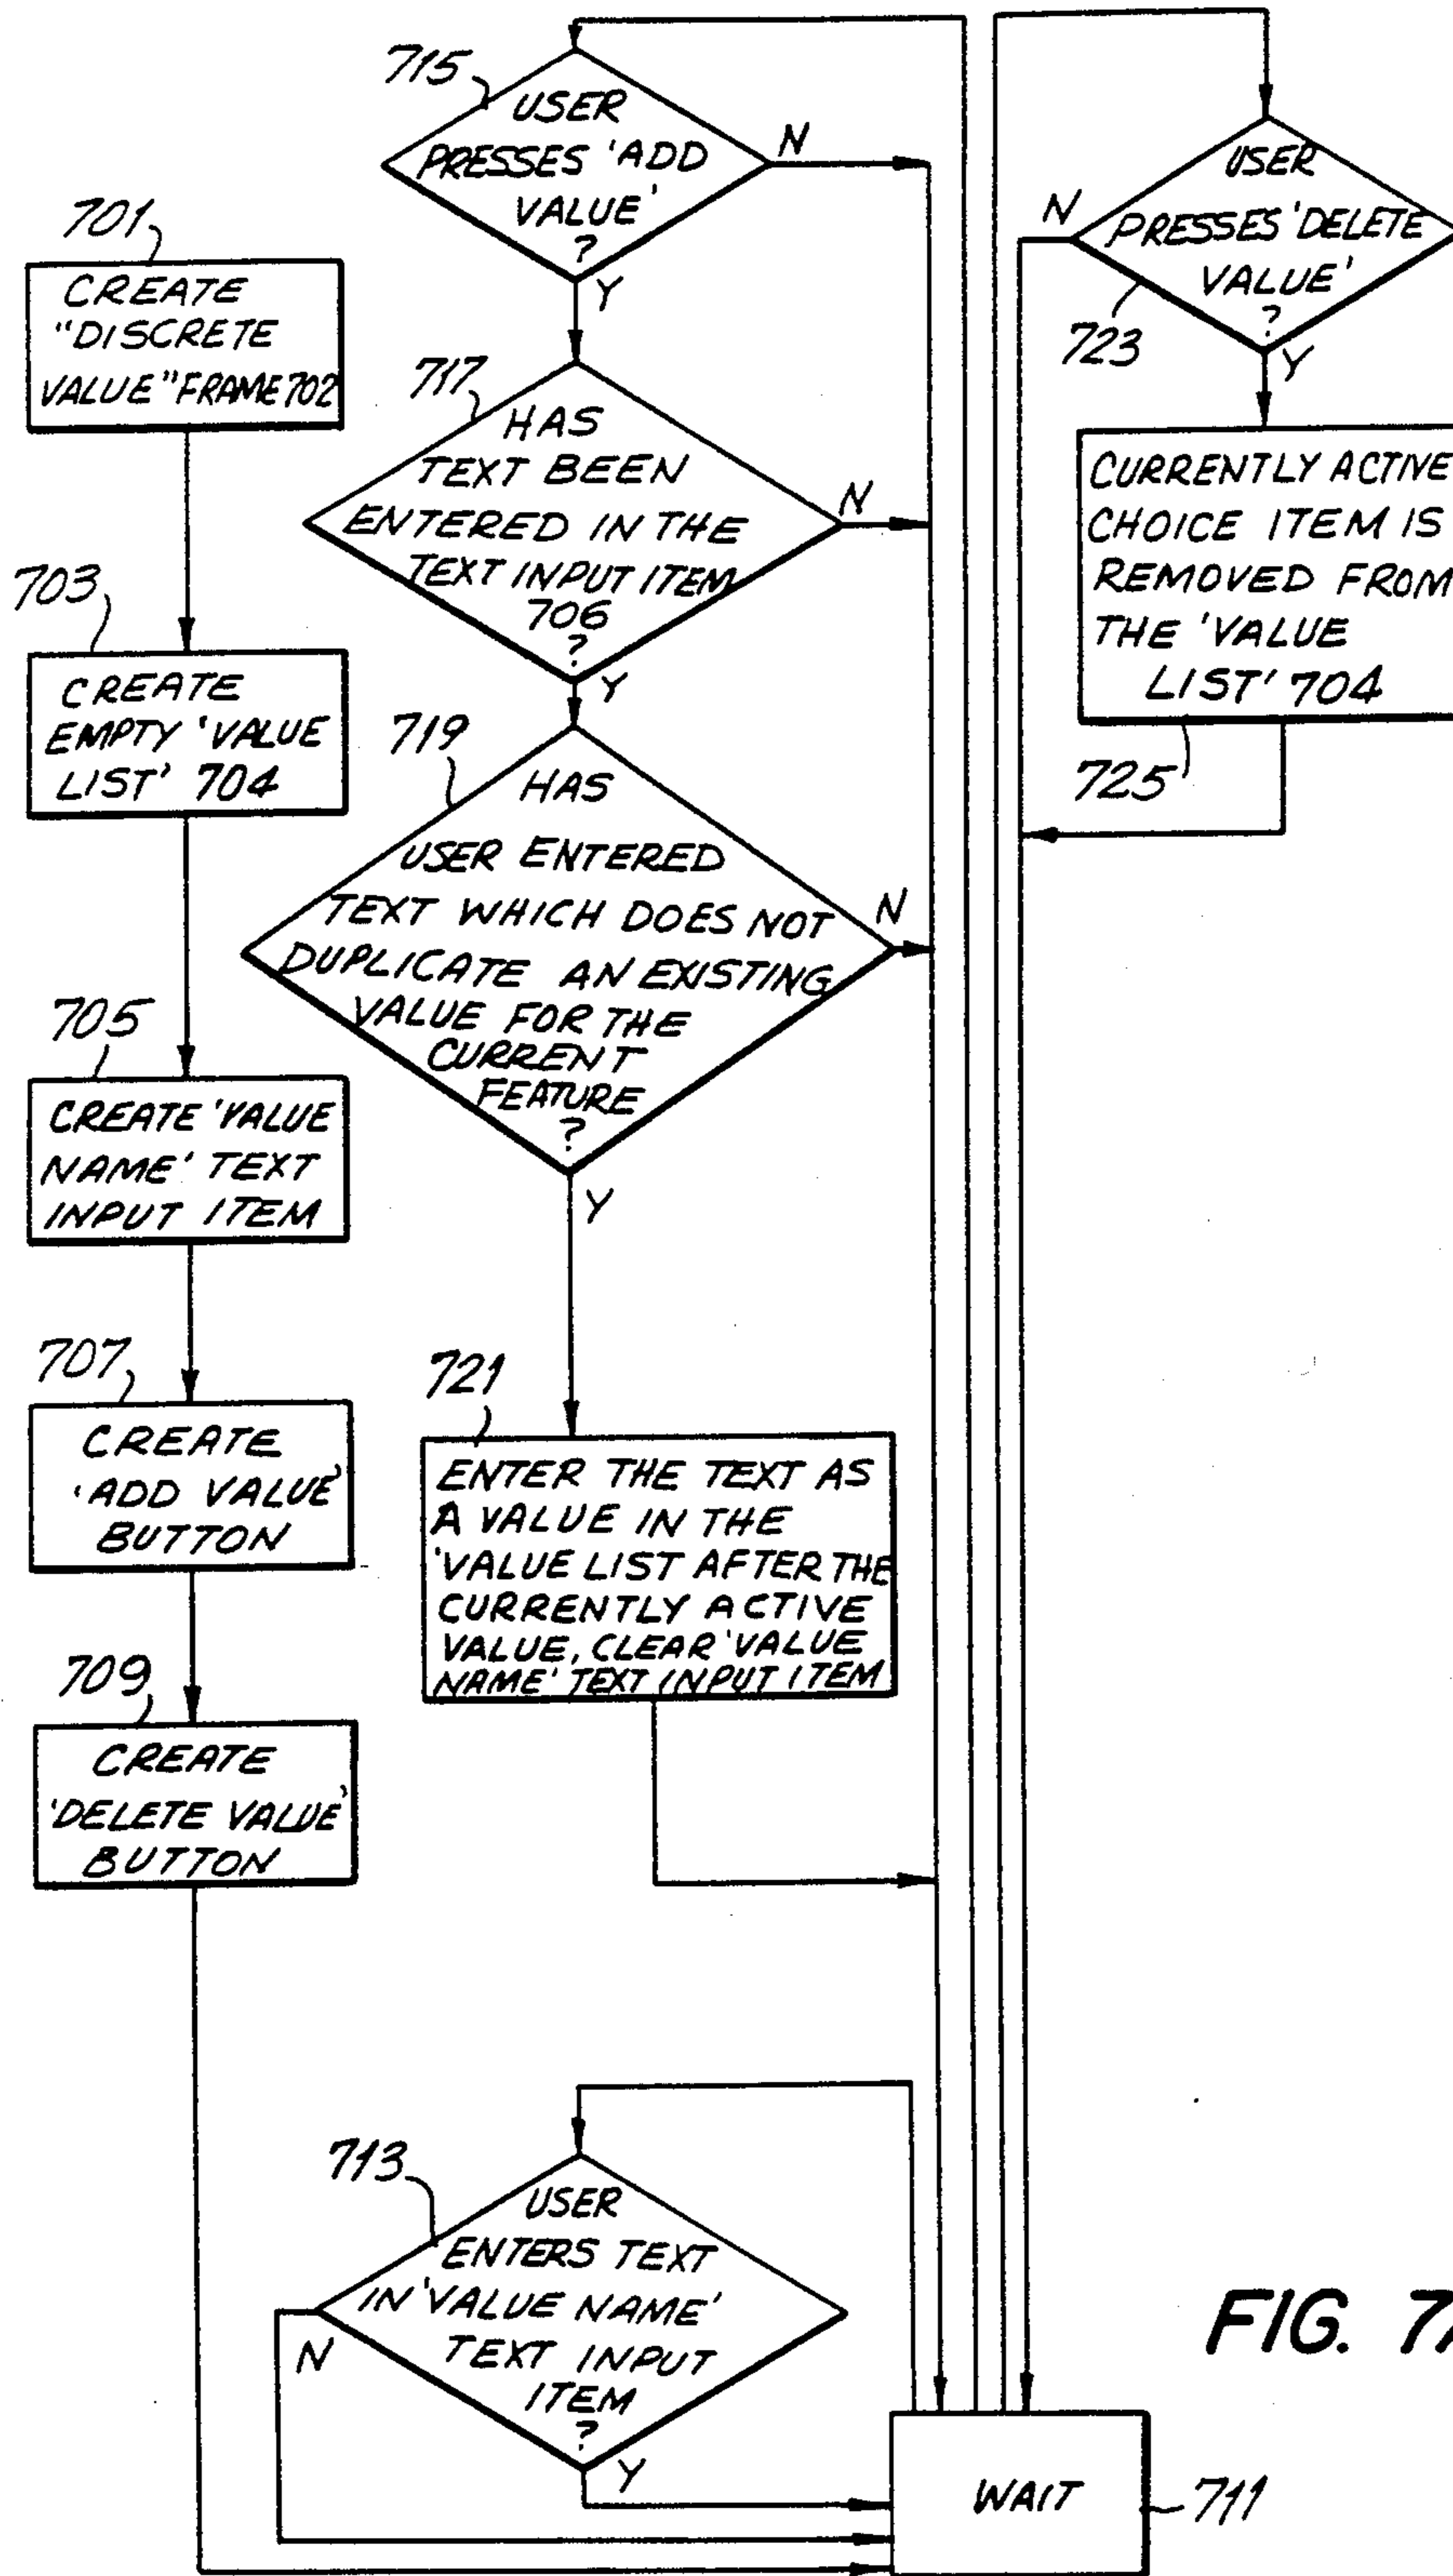 701
CREATE
"DISCRETE
VALUE" FRAME 702
703
CREATE
EMPTY 'VALUE
LIST' 704
705
CREATE 'VALUE
NAME' TEXT
INPUT ITEM
707
CREATE
'ADD VALUE'
BUTTON
709
CREATE
'DELETE VALUE'
BUTTON
715
USER
PRESSES 'ADD
VALUE'
?
N
Y
717
HAS
TEXT BEEN
ENTERED IN THE
TEXT INPUT ITEM
706
?
N
Y
719
HAS
USER ENTERED
TEXT WHICH DOES NOT
DUPLICATE AN EXISTING
VALUE FOR THE
CURRENT
FEATURE
?
N
Y
721
ENTER THE TEXT AS
A VALUE IN THE
'VALUE LIST AFTER THE
CURRENTLY ACTIVE
VALUE, CLEAR 'VALUE
NAME' TEXT INPUT ITEM
713
USER
ENTERS TEXT
IN 'VALUE NAME'
TEXT INPUT
ITEM
?
N
Y
USER
PRESSES 'DELETE
VALUE'
?
N
723
Y
CURRENTLY ACTIVE
CHOICE ITEM IS
REMOVED FROM
THE 'VALUE
LIST' 704
725
WAIT
711
FIG. 7A